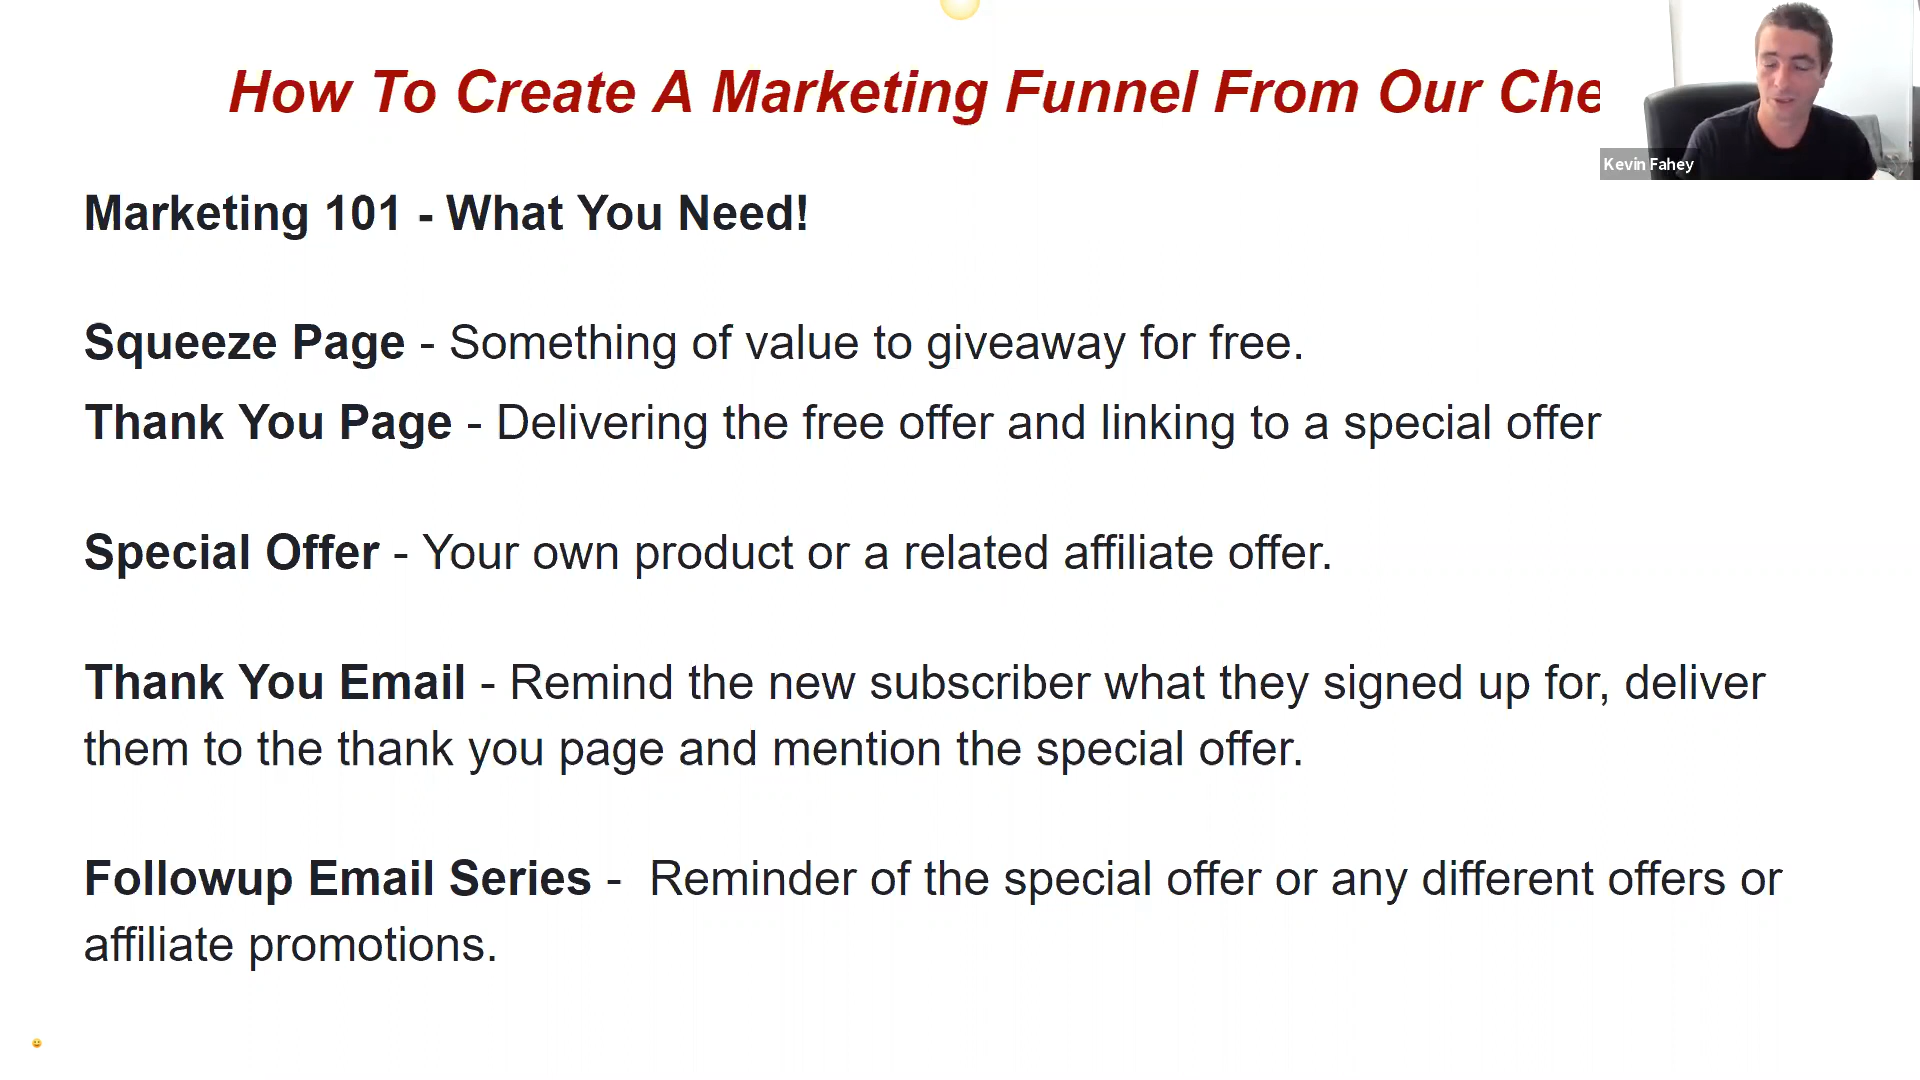 How To Create A Marketing Funnel From Our Che
Kevin Fahey
Marketing 101 - What You Need!
Squeeze Page - Something of value to giveaway for free.
Thank You Page - Delivering the free offer and linking to a special offer
Special Offer - Your own product or a related affiliate offer.
Thank You Email - Remind the new subscriber what they signed up for, deliver
them to the thank you page and mention the special offer.
Followup Email Series -  Reminder of the special offer or any different offers or
affiliate promotions.